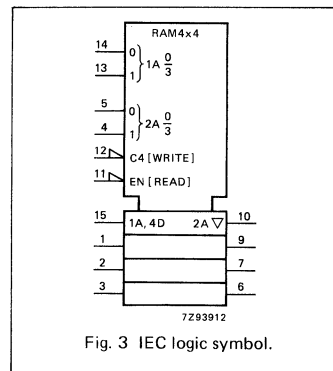 RAM4x4
14 0 } 1A 0/3
13 1
5 0 } 2A 0/3
4 1
12 C4 [WRITE]
11 EN [READ]
15 1A, 4D 2A ▽ 10
1 9
2 7
3 6
7Z93912
Fig. 3 IEC logic symbol.